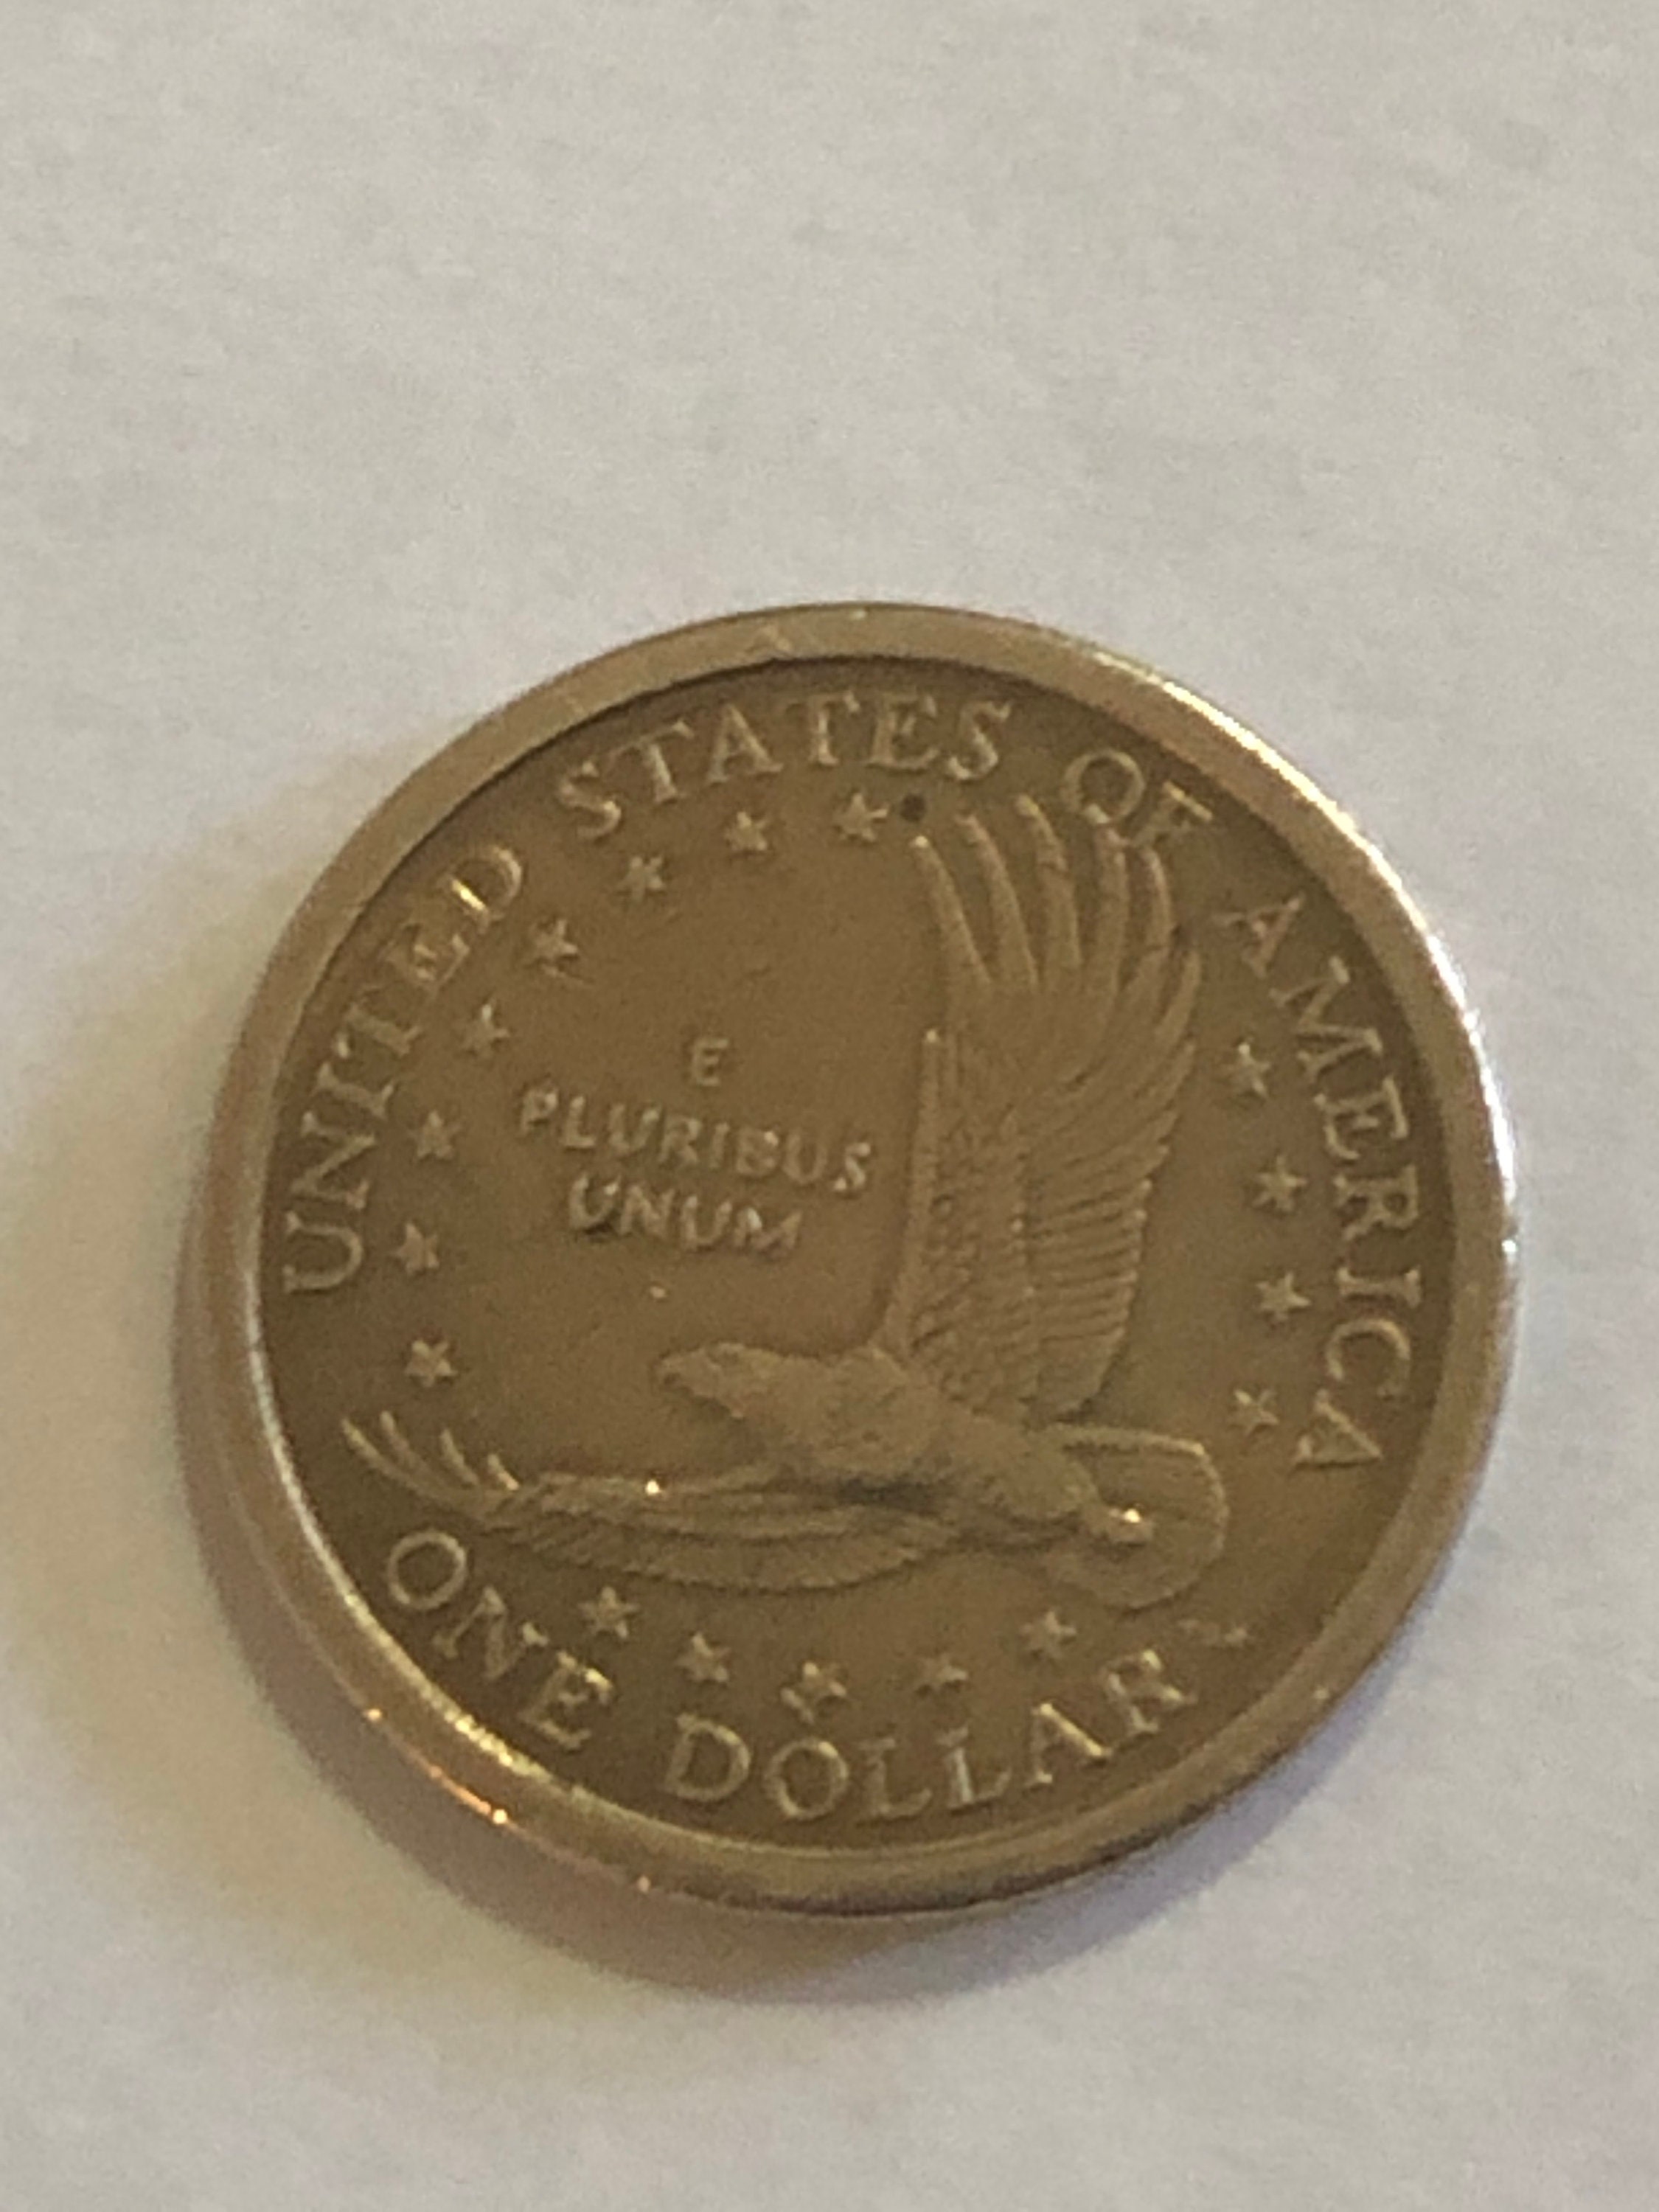 UNITED STATES OF AMERICA
E
PLURIBUS
UNUM
ONE DOLLAR